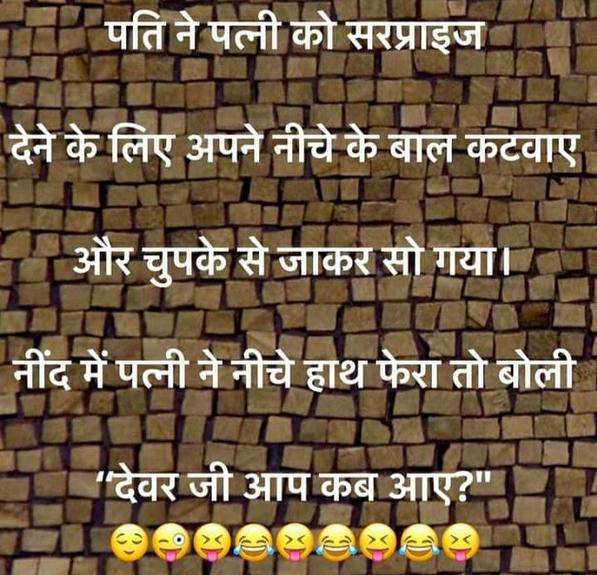 पति ने पत्नी को सरप्राइज
देने के लिए अपने नीचे के बाल कटवाए
और चुपके से जाकर सो गया।
नींद में पत्नी ने नीचे हाथ फेरा तो बोली
“देवर जी आप कब आए?"
😌😜😝😂😝😂😝😂😝